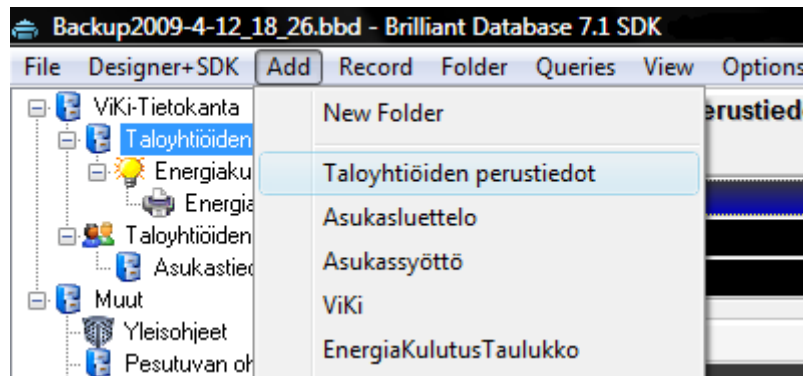 Backup2009-4-12_18_26.bbd - Brilliant Database 7.1 SDK
File Designer+SDK Add Record Folder Queries View Options
ViKi-Tietokanta
Taloyhtiöiden
Energiaku
Energia
Taloyhtiöiden
Asukastied
Muut
Yleisohjeet
Pesutuvan oh
New Folder
Taloyhtiöiden perustiedot
Asukasluettelo
Asukassyöttö
ViKi
EnergiaKulutusTaulukko
erustied